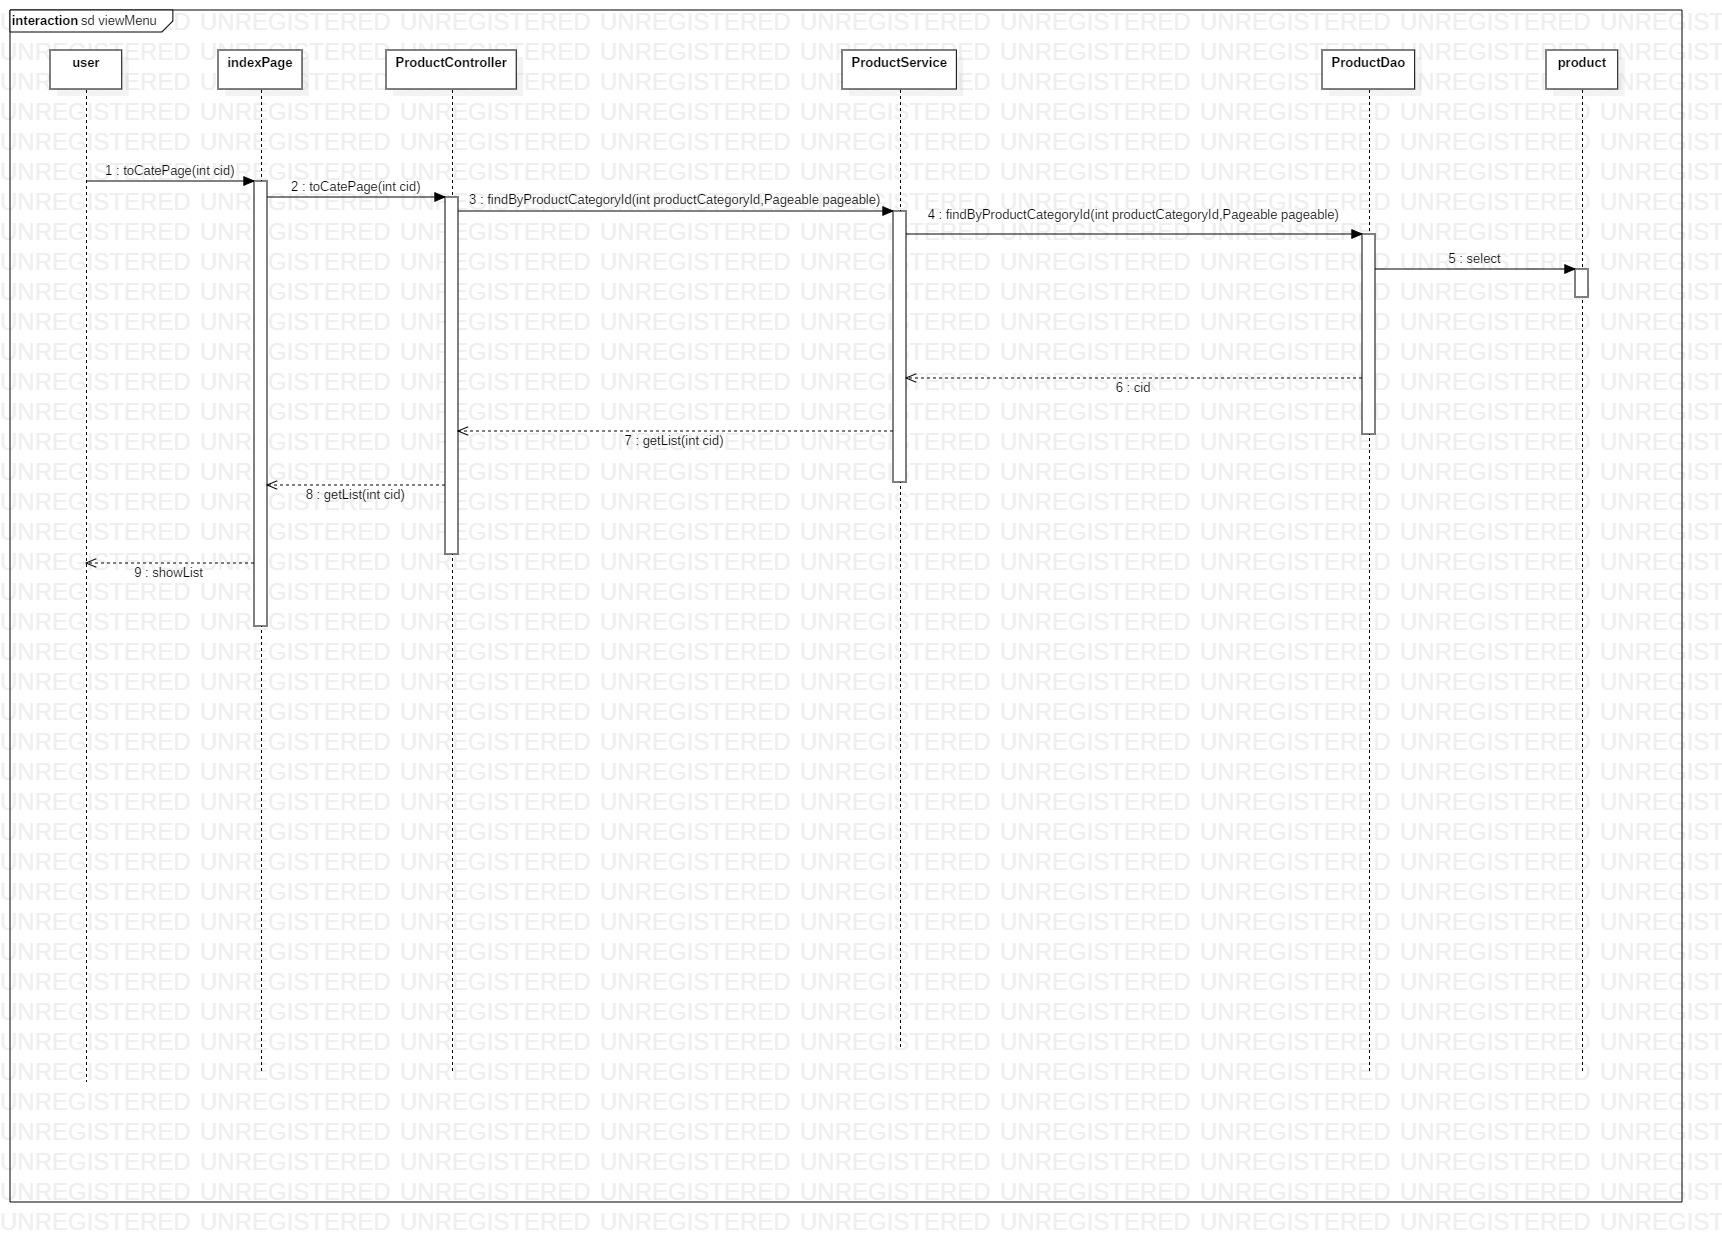 interaction sd viewMenu
user
indexPage
ProductController
ProductService
ProductDao
product
1 : toCatePage(int cid)
2 : toCatePage(int cid)
3 : findByProductCategoryId(int productCategoryId,Pageable pageable)
4 : findByProductCategoryId(int productCategoryId,Pageable pageable)
5 : select
6 : cid
7 : getList(int cid)
8 : getList(int cid)
9 : showList
UNREGISTERED